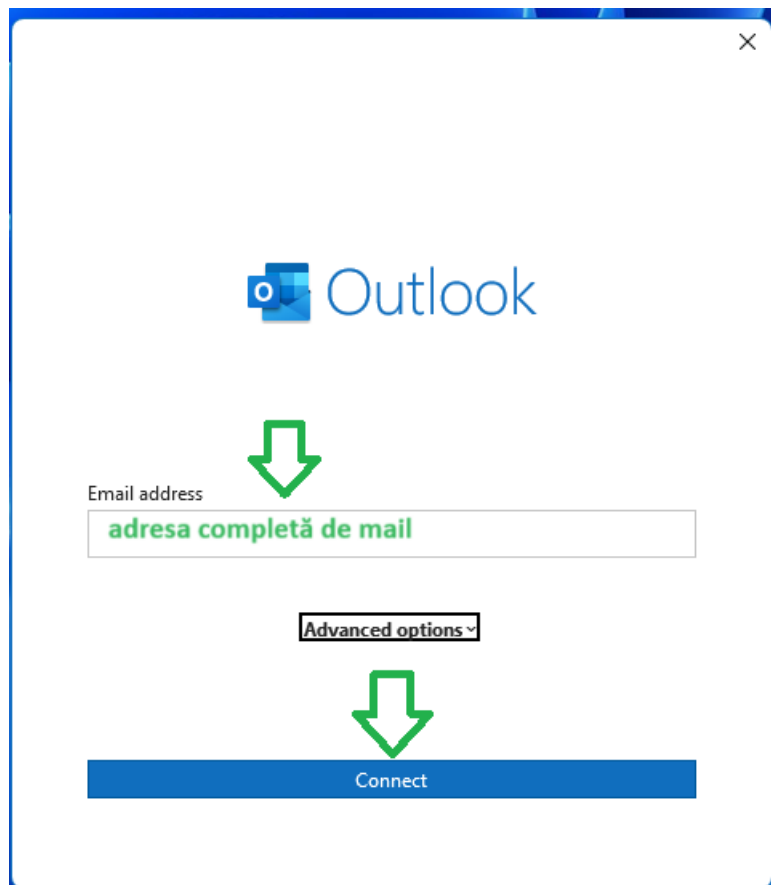 Outlook
Email address
adresa completă de mail
Advanced options
Connect